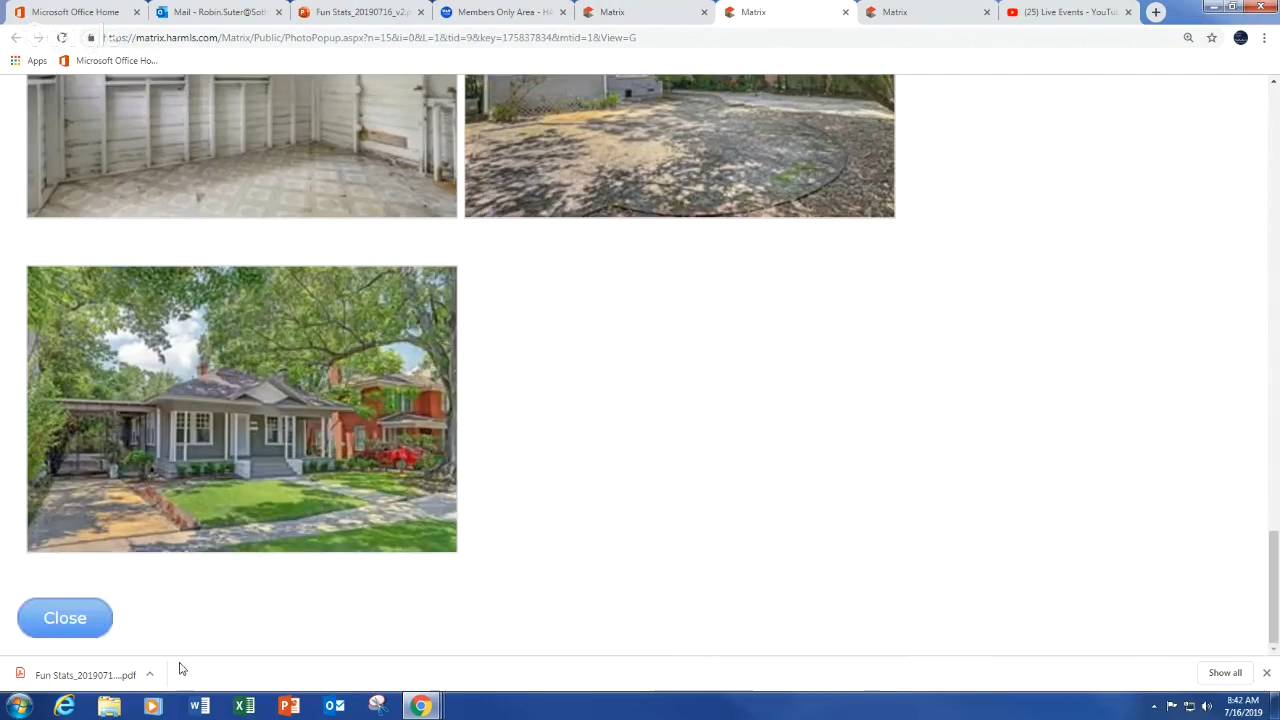 Microsoft Office Home
Mail - Robin.Suter@Soth
Fun Stats_20190716_v2.p
Members Only Area - HA
Matrix
Matrix
Matrix
(25) Live Events - YouTu
ttps://matrix.harmls.com/Matrix/Public/PhotoPopup.aspx?n=15&i=0&L=1&tid=9&key=175837834&mtid=1&View=G
Apps
Microsoft Office Ho...
Close
Fun Stats_2019071....pdf
Show all
8:42 AM
7/16/2019